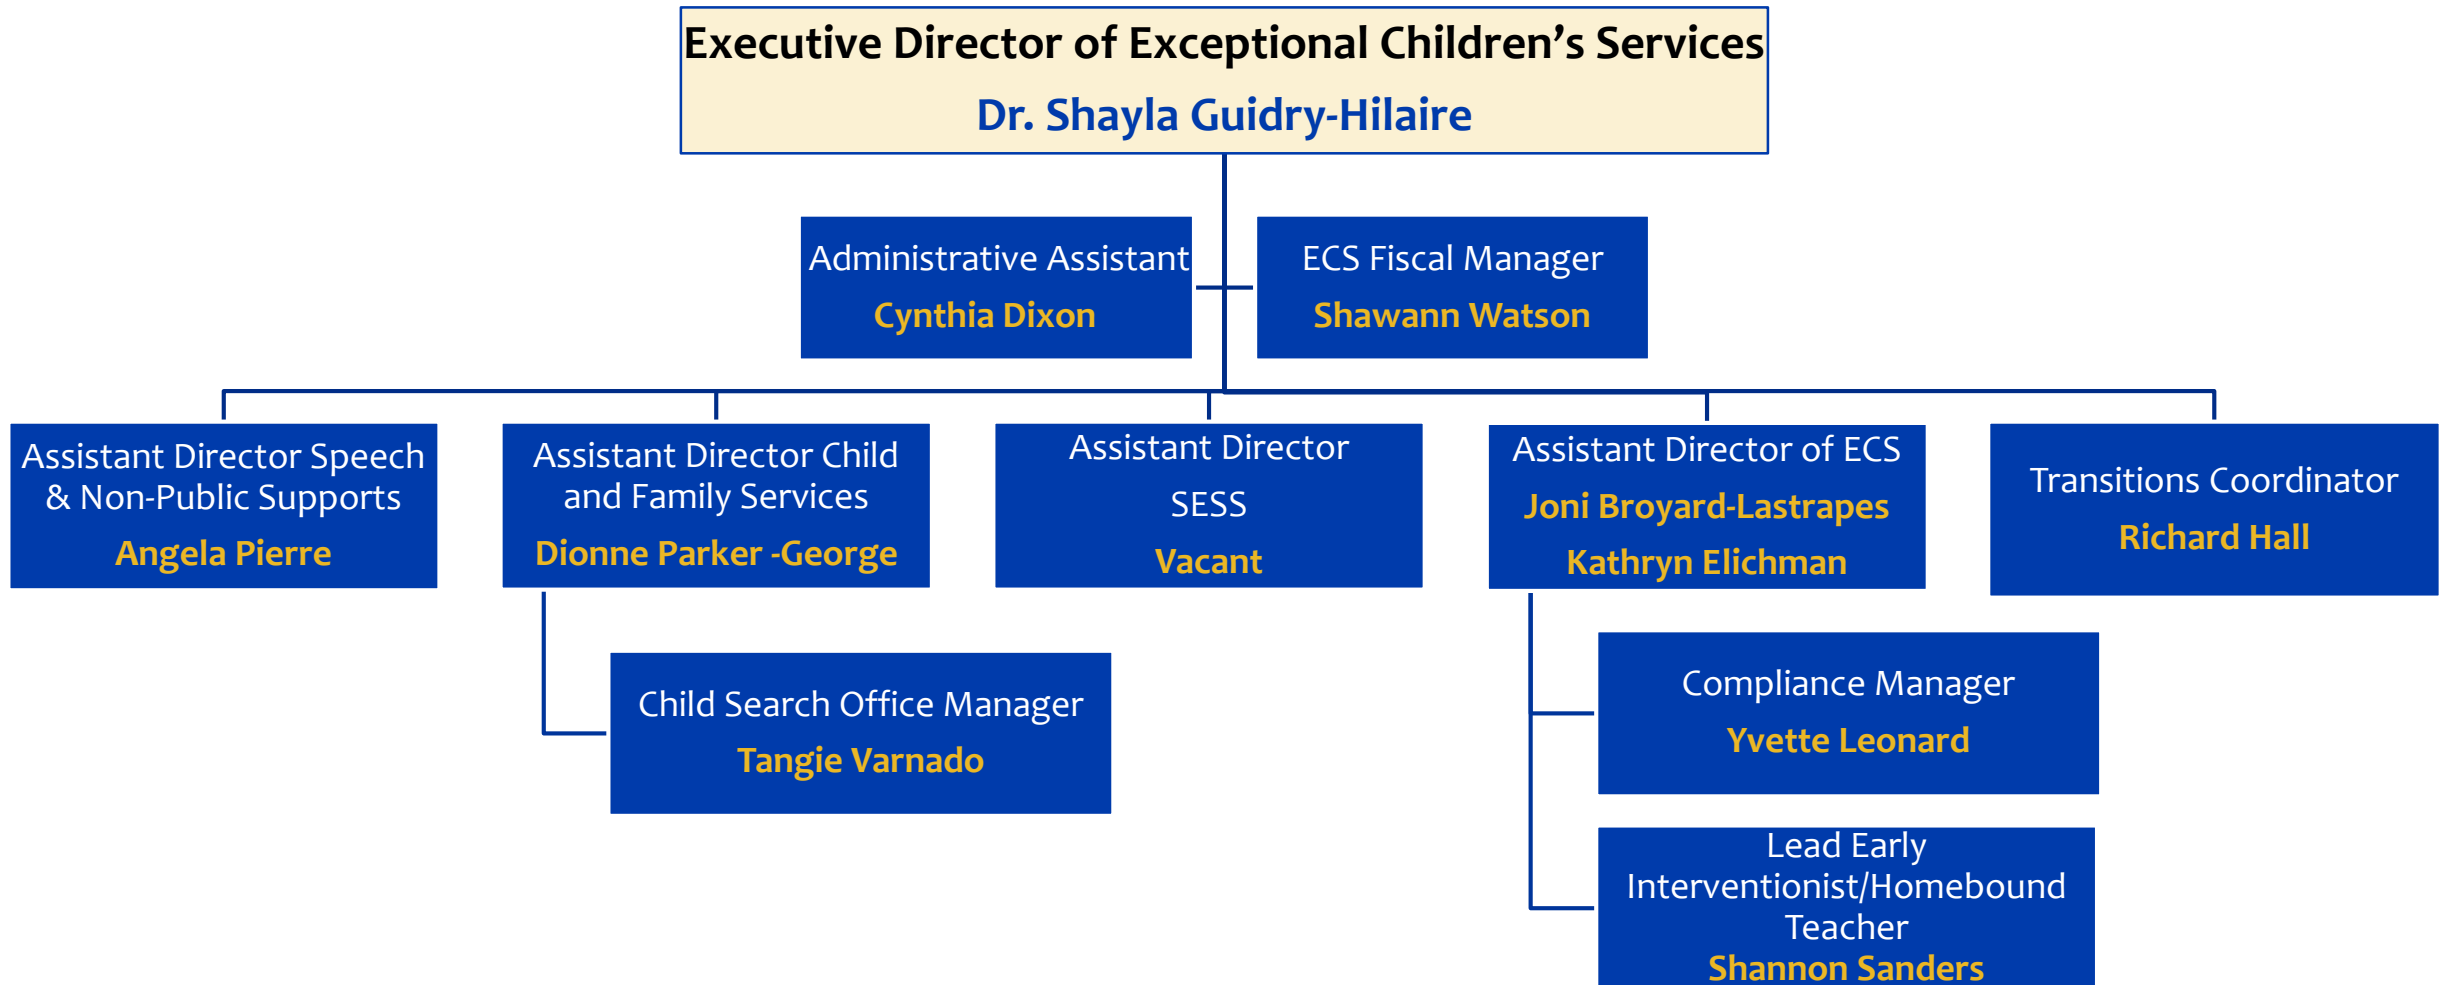 Executive Director of Exceptional Children’s Services
Dr. Shayla Guidry-Hilaire
Administrative Assistant
Cynthia Dixon
ECS Fiscal Manager
Shawann Watson
Assistant Director Speech
& Non-Public Supports
Angela Pierre
Assistant Director Child
and Family Services
Dionne Parker -George
Assistant Director
SESS
Vacant
Assistant Director of ECS
Joni Broyard-Lastrapes
Kathryn Elichman
Transitions Coordinator
Richard Hall
Child Search Office Manager
Tangie Varnado
Compliance Manager
Yvette Leonard
Lead Early
Interventionist/Homebound
Teacher
Shannon Sanders